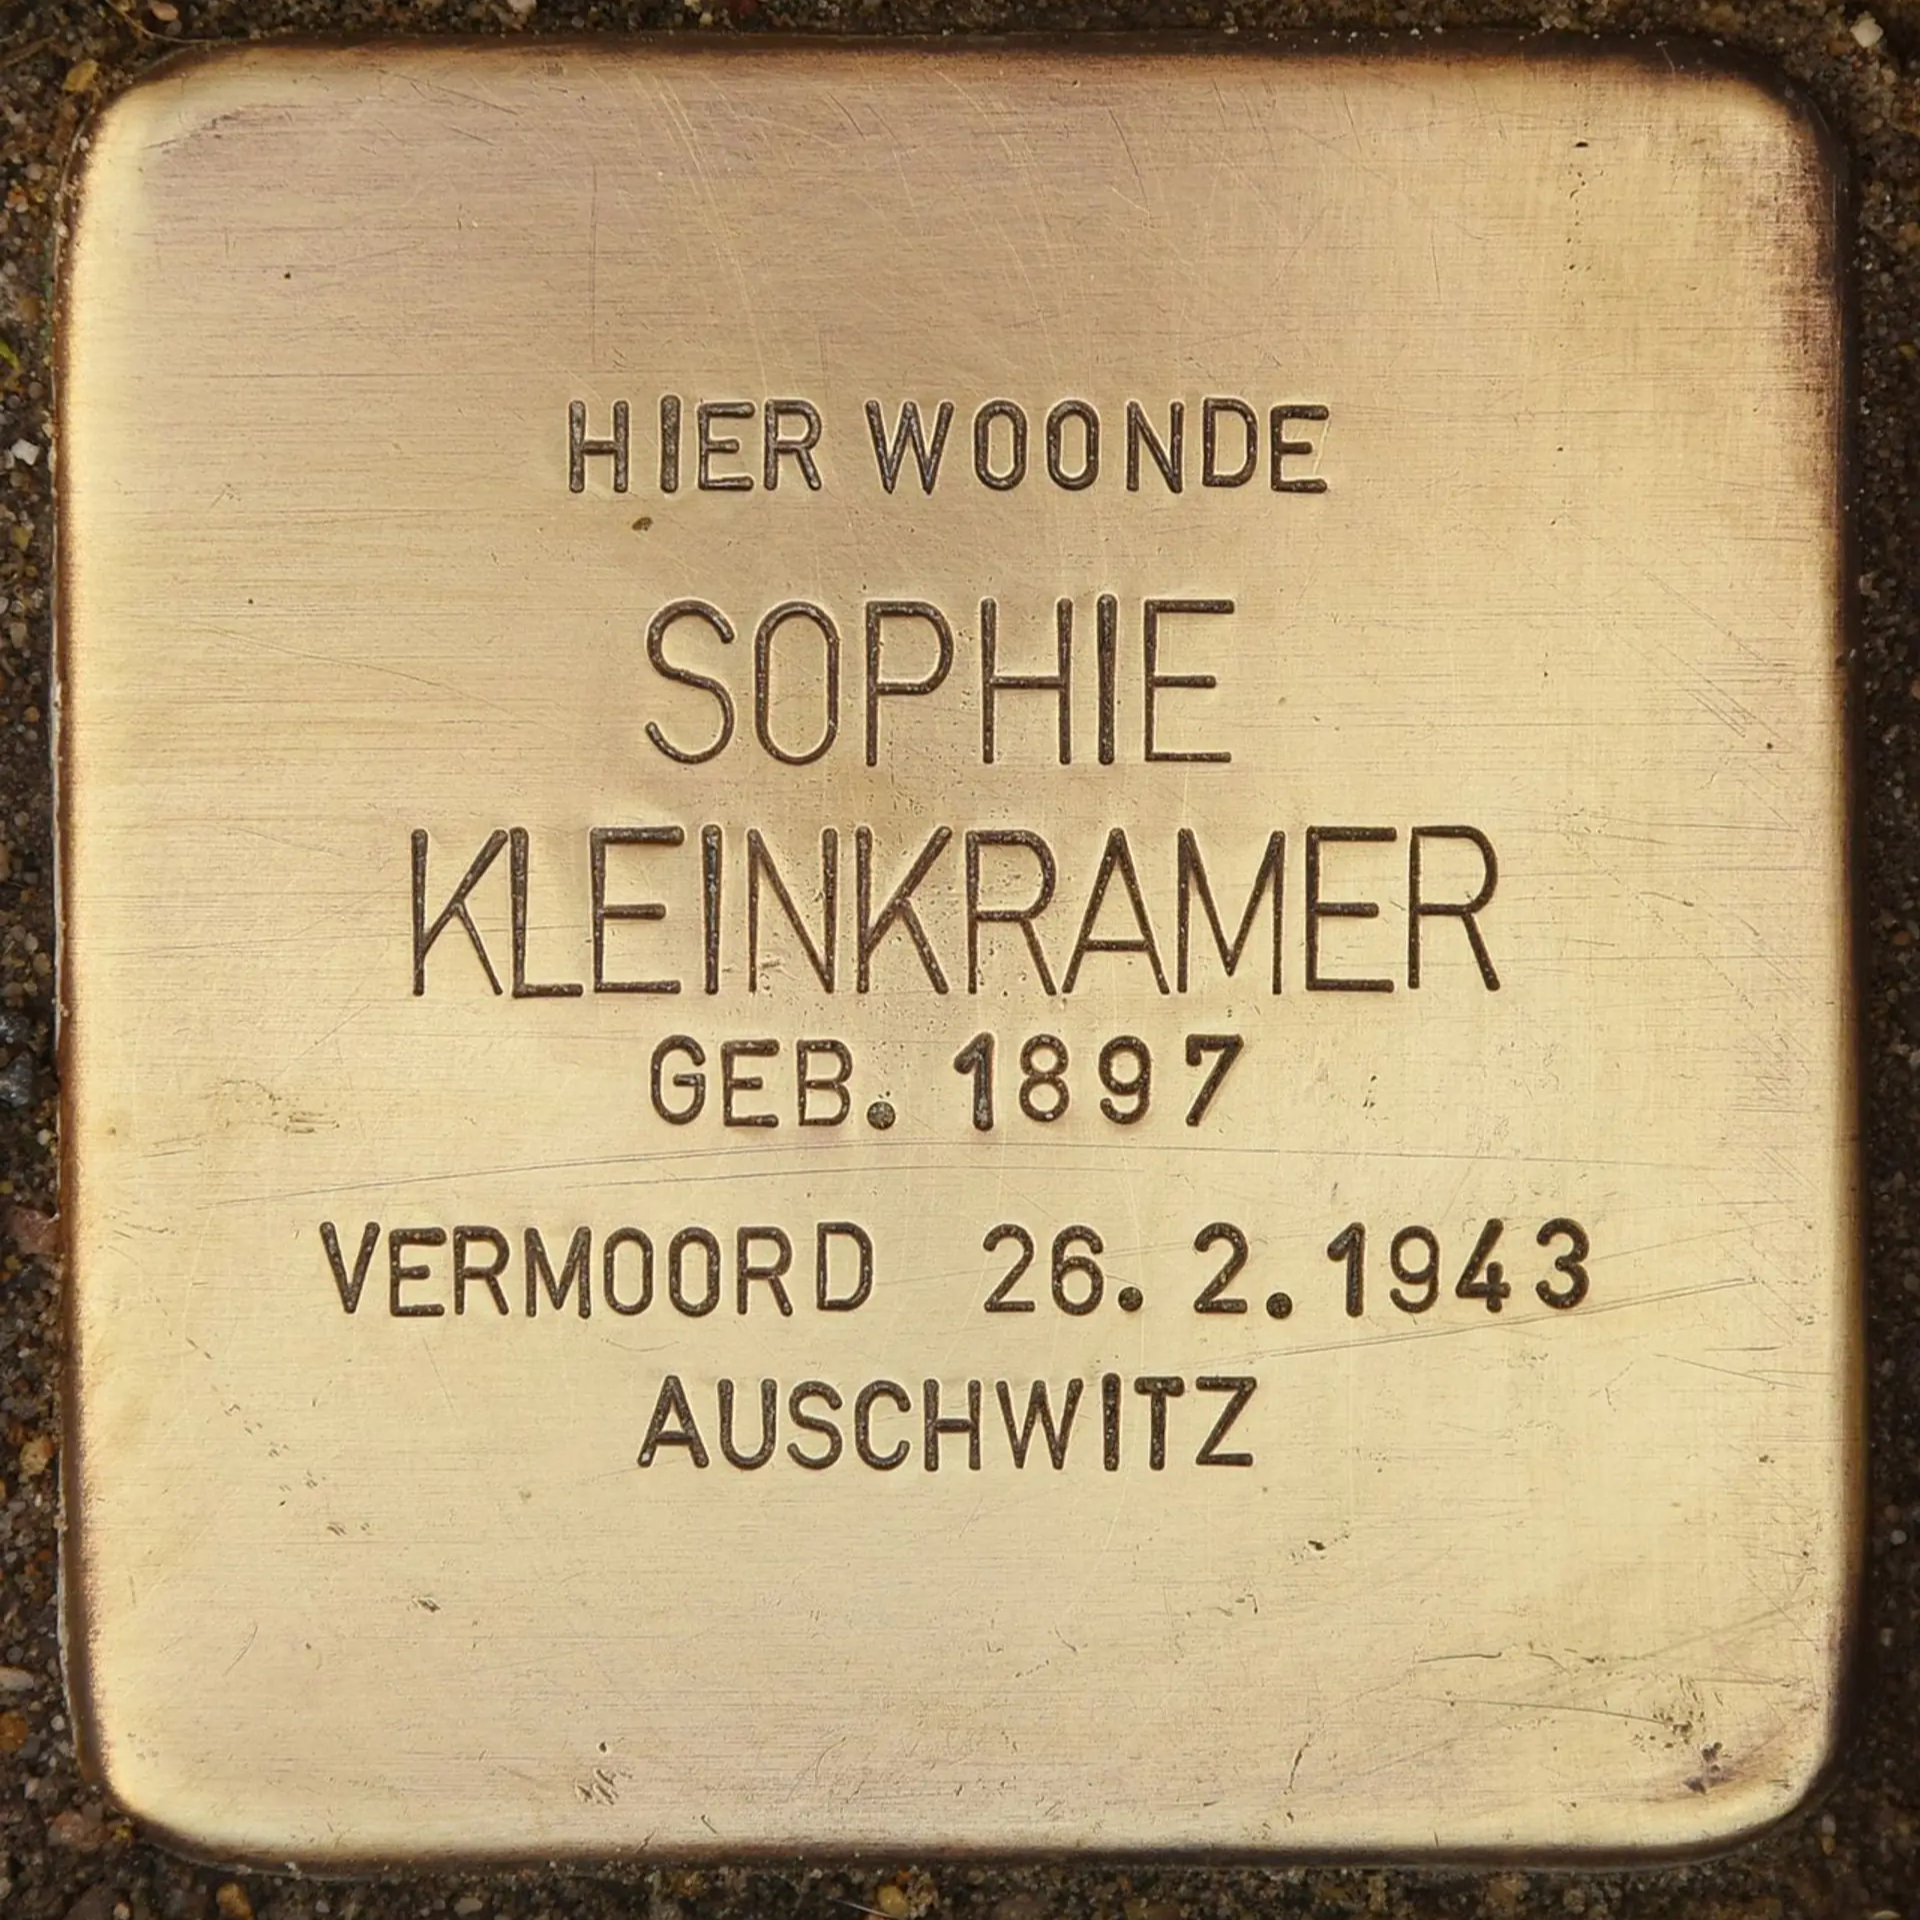 HIER WOONDE
SOPHIE
KLEINKRAMER
GEB. 1897
VERMOORD 26.2.1943
AUSCHWITZ